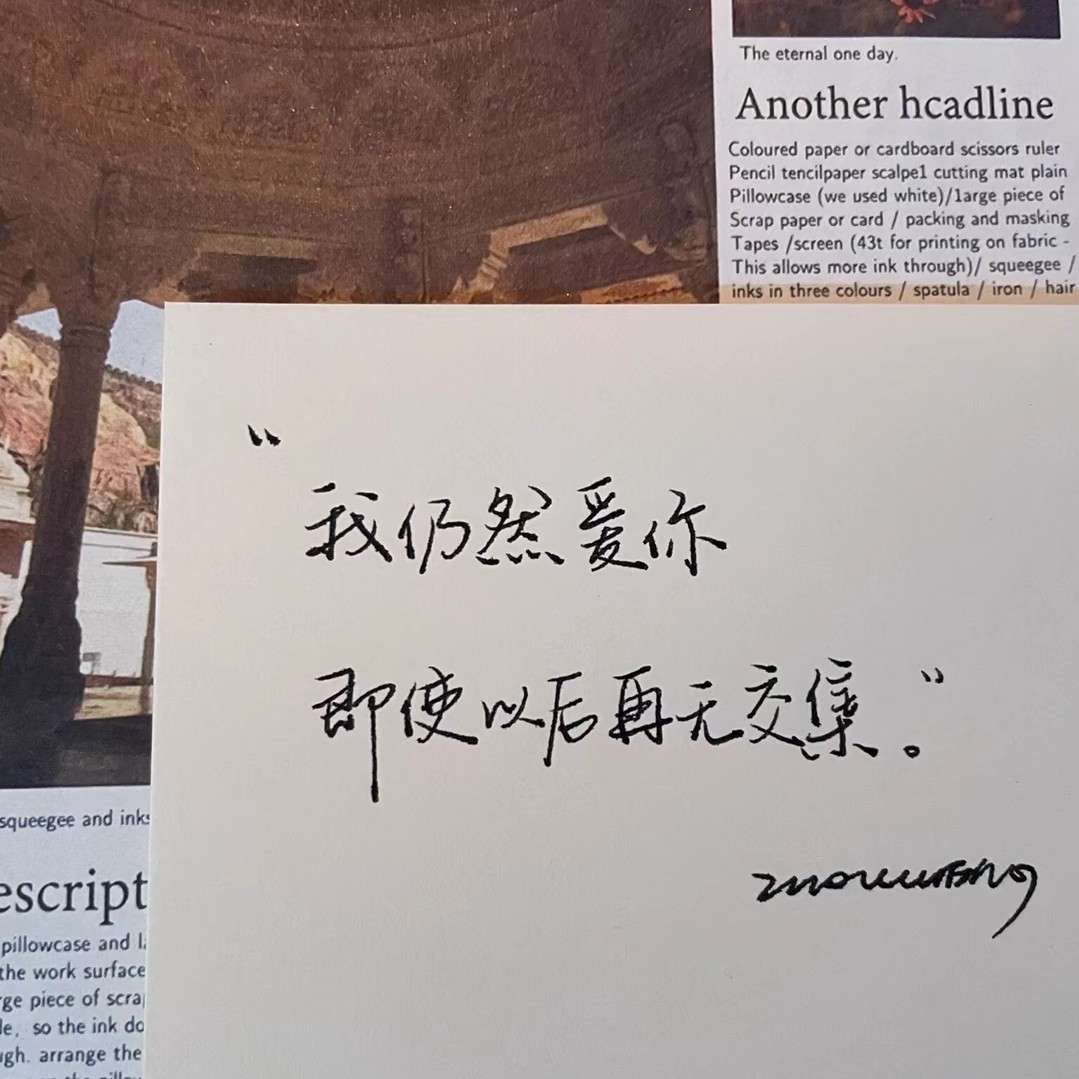 The eternal one day.
Another hcadline
Coloured paper or cardboard scissors ruler
Pencil tencilpaper scalpe1 cutting mat plain
Pillowcase (we used white)/1arge piece of
Scrap paper or card / packing and masking
Tapes /screen (43t for printing on fabric -
This allows more ink through)/ squeegee /
inks in three colours / spatula / iron / hair
“我仍然爱你
即使以后再无交集。”
squeegee and inks
escript
pillowcase and l
the work surface
rge piece of scra
le, so the ink do
ugh. arrange the